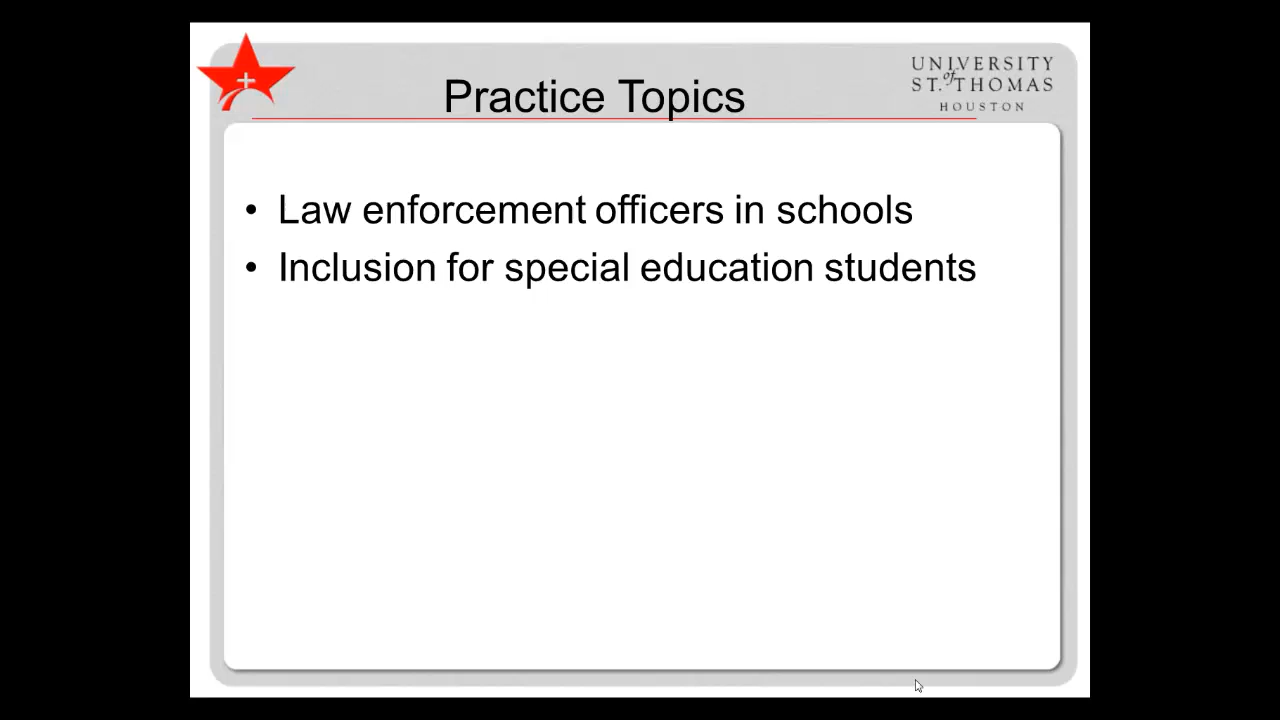 UNIVERSITY
of
ST. THOMAS
HOUSTON
Practice Topics
• Law enforcement officers in schools
• Inclusion for special education students